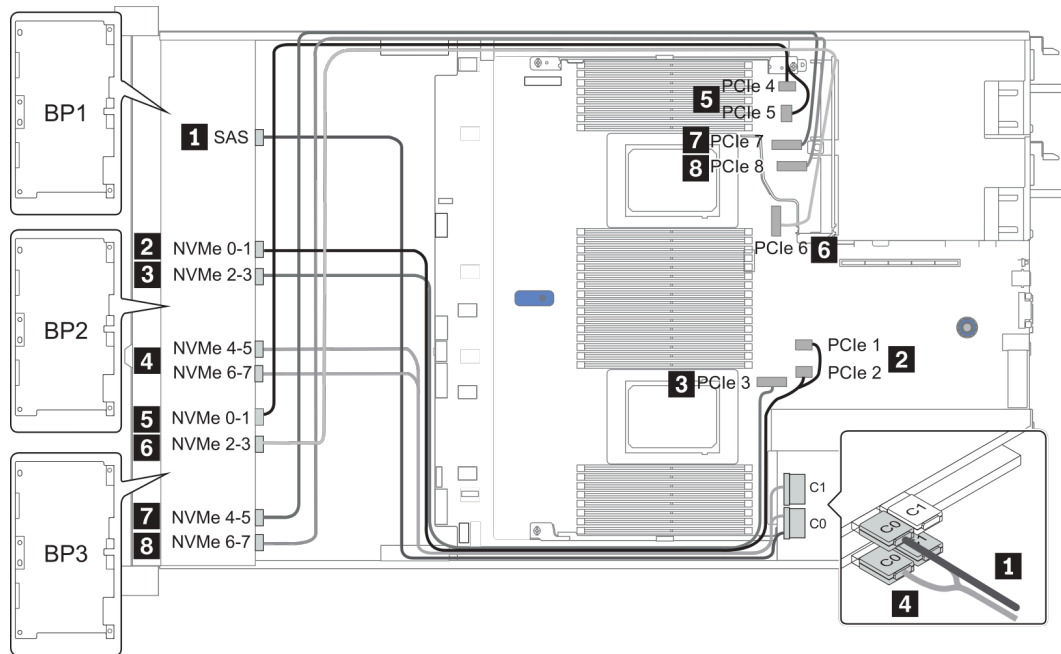 BP1
1 SAS
2 NVMe 0-1
3 NVMe 2-3
BP2
4 NVMe 4-5
NVMe 6-7
5 NVMe 0-1
6 NVMe 2-3
BP3
7 NVMe 4-5
8 NVMe 6-7
PCIe 4
5
PCIe 5
7 PCIe 7
8 PCIe 8
PCIe 6 6
PCIe 1
2
PCIe 2
3 PCIe 3
C1
C0
C1
C0
C0
1
4